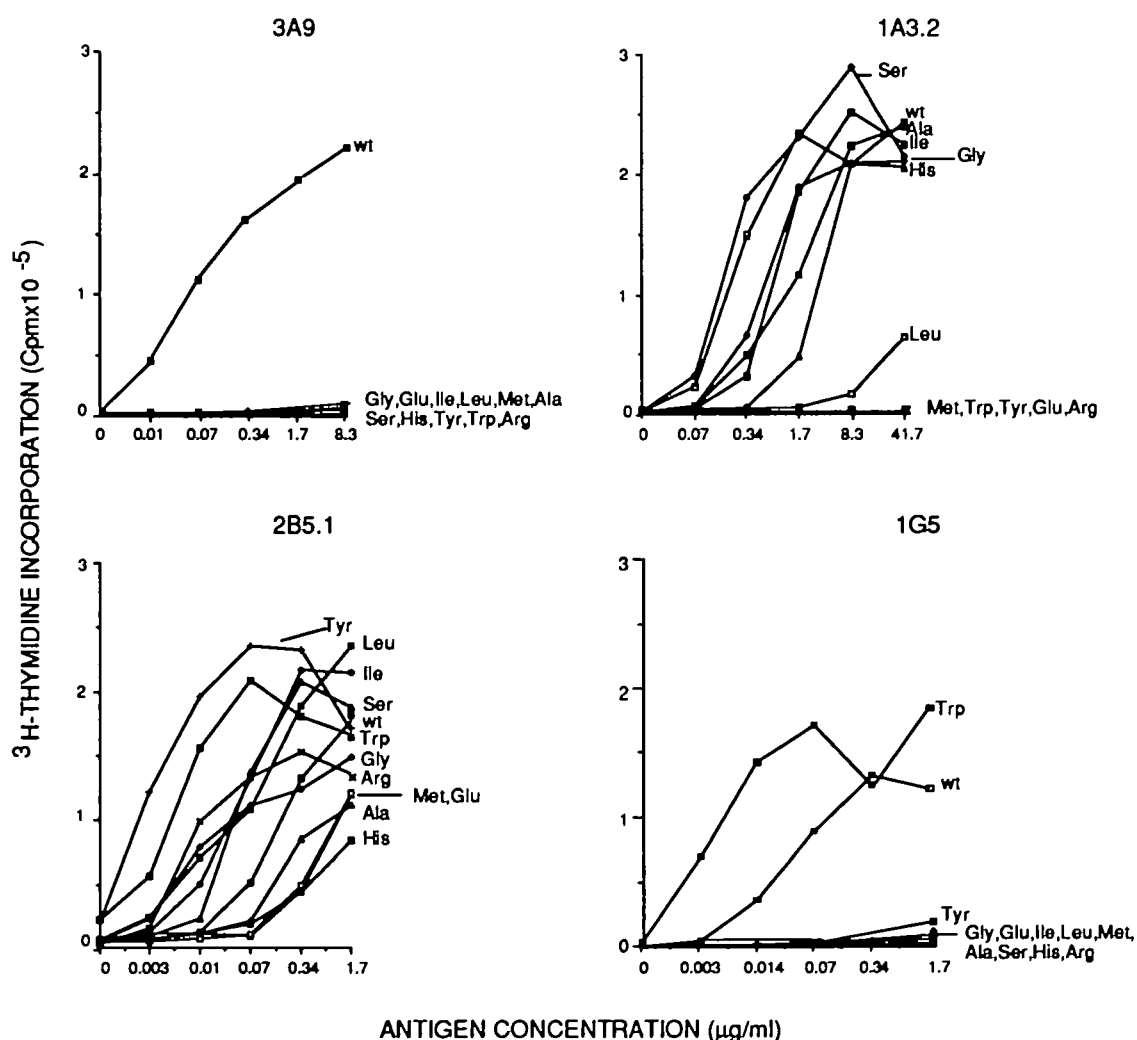 3A9
3
2
1
0
0 0.01 0.07 0.34 1.7 8.3
wt
Gly,Glu,Ile,Leu,Met,Ala
Ser,His,Tyr,Trp,Arg
1A3.2
3
2
1
0
0 0.07 0.34 1.7 8.3 41.7
Ser
wt
Ala
Ile
Gly
His
Leu
Met,Trp,Tyr,Glu,Arg
3H-THYMIDINE INCORPORATION (Cpmx10 -5)
2B5.1
3
2
1
0
0 0.003 0.01 0.07 0.34 1.7
Tyr
Leu
Ile
Ser
wt
Trp
Gly
Arg
Met,Glu
Ala
His
1G5
3
2
1
0
0 0.003 0.014 0.07 0.34 1.7
Trp
wt
Tyr
Gly,Glu,Ile,Leu,Met,
Ala,Ser,His,Arg
ANTIGEN CONCENTRATION (µg/ml)